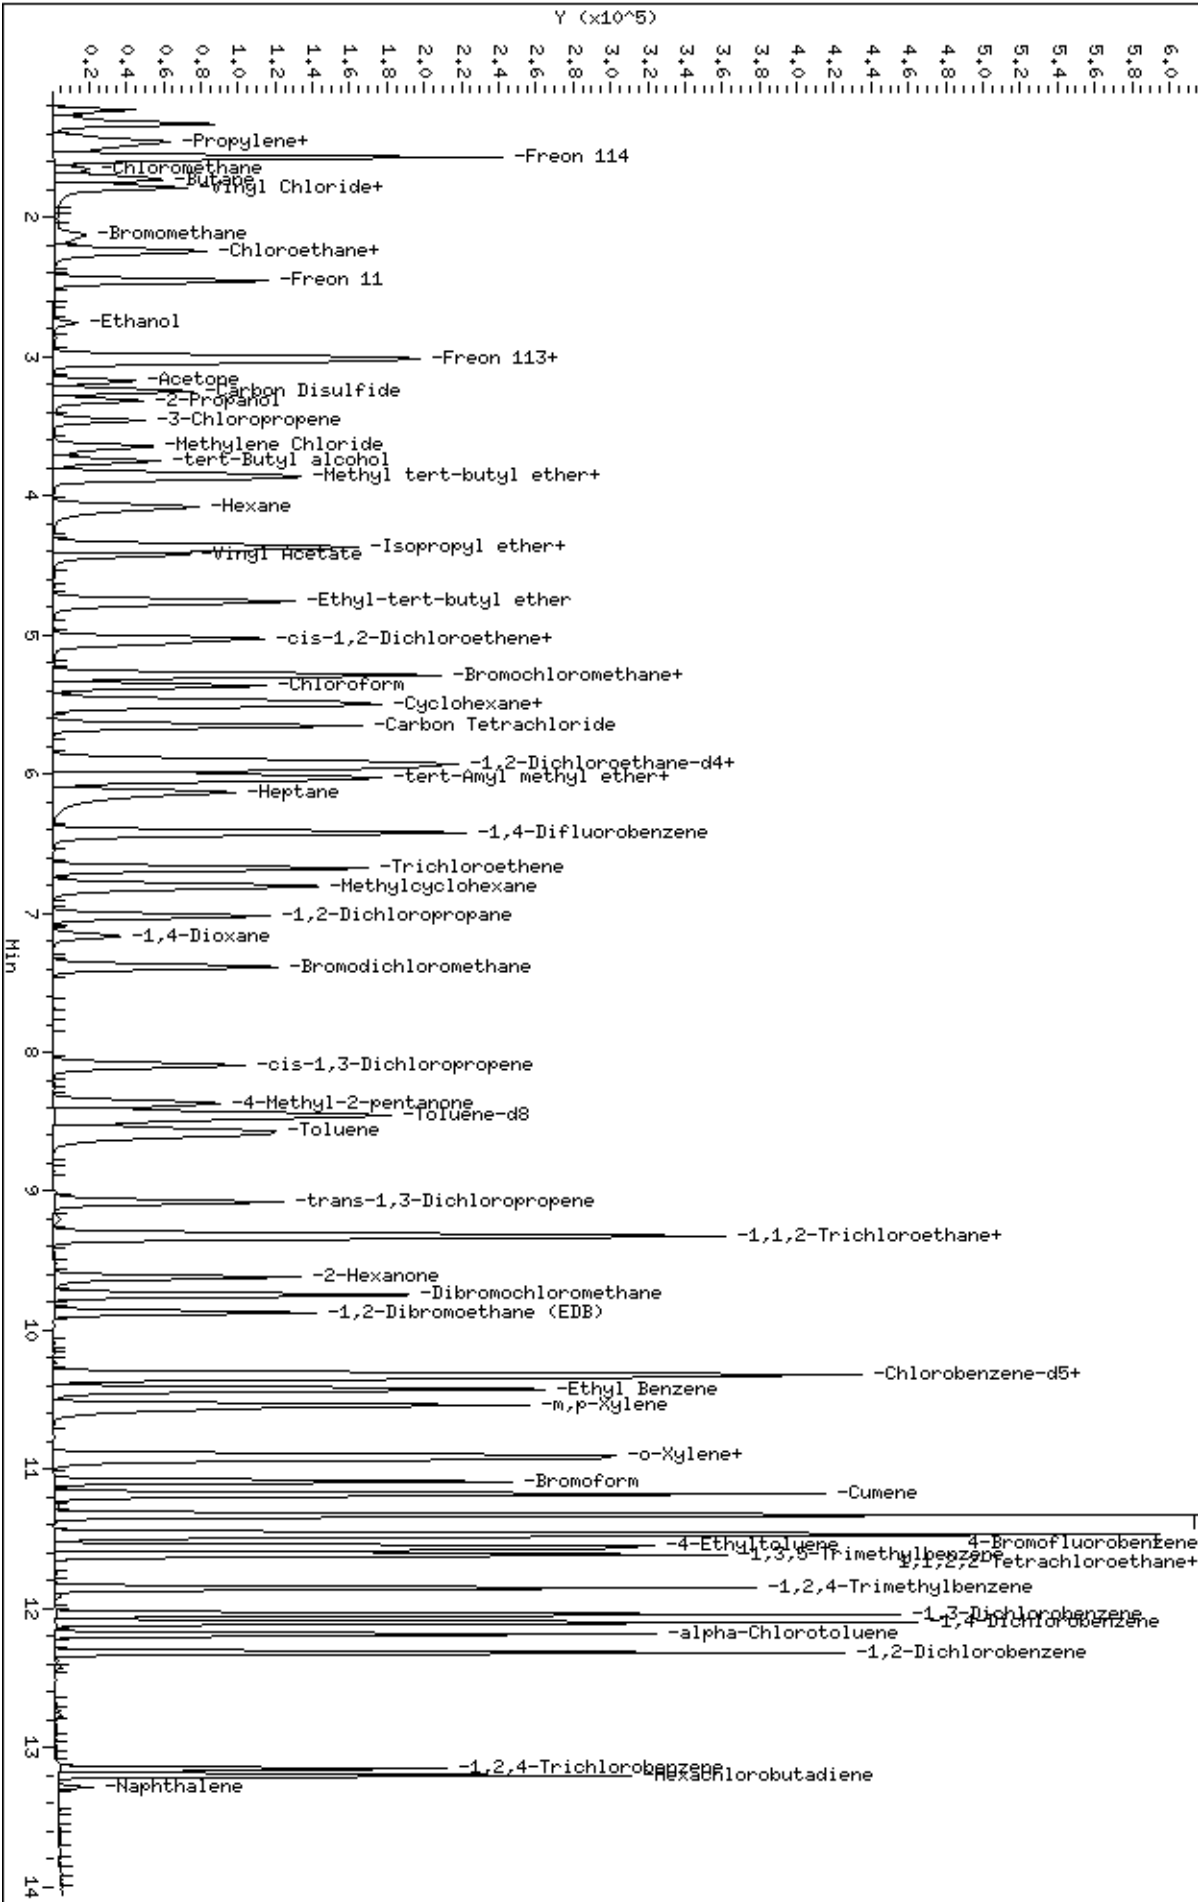 Y (x10^5)
0.2
0.4
0.6
0.8
1.0
1.2
1.4
1.6
1.8
2.0
2.2
2.4
2.6
2.8
3.0
3.2
3.4
3.6
3.8
4.0
4.2
4.4
4.6
4.8
5.0
5.2
5.4
5.6
5.8
6.0
-Propylene+
-Freon 114
-Chloromethane
-Butane
-Vinyl Chloride+
2
-Bromomethane
-Chloroethane+
-Freon 11
-Ethanol
3
-Freon 113+
-Acetone
-Carbon Disulfide
-2-Propanol
-3-Chloropropene
-Methylene Chloride
-tert-Butyl alcohol
-Methyl tert-butyl ether+
4
-Hexane
-Isopropyl ether+
-Vinyl Acetate
-Ethyl-tert-butyl ether
5
-cis-1,2-Dichloroethene+
-Bromochloromethane+
-Chloroform
-Cyclohexane+
-Carbon Tetrachloride
-1,2-Dichloroethane-d4+
6
-tert-Amyl methyl ether+
-Heptane
-1,4-Difluorobenzene
-Trichloroethene
-Methylcyclohexane
7
-1,2-Dichloropropane
-1,4-Dioxane
Min
-Bromodichloromethane
8
-cis-1,3-Dichloropropene
-4-Methyl-2-pentanone
-Toluene-d8
-Toluene
9
-trans-1,3-Dichloropropene
-1,1,2-Trichloroethane+
-2-Hexanone
-Dibromochloromethane
-1,2-Dibromoethane (EDB)
10
-Chlorobenzene-d5+
-Ethyl Benzene
-m,p-Xylene
-o-Xylene+
11
-Bromoform
-Cumene
4-Bromofluorobenzene
-4-Ethyltoluene
-1,3,5-Trimethylbenzene
1,1,2,2-Tetrachloroethane+
-1,2,4-Trimethylbenzene
12
-1,3-Dichlorobenzene
-1,4-Dichlorobenzene
-alpha-Chlorotoluene
-1,2-Dichlorobenzene
13
-1,2,4-Trichlorobenzene
-Hexachlorobutadiene
-Naphthalene
14